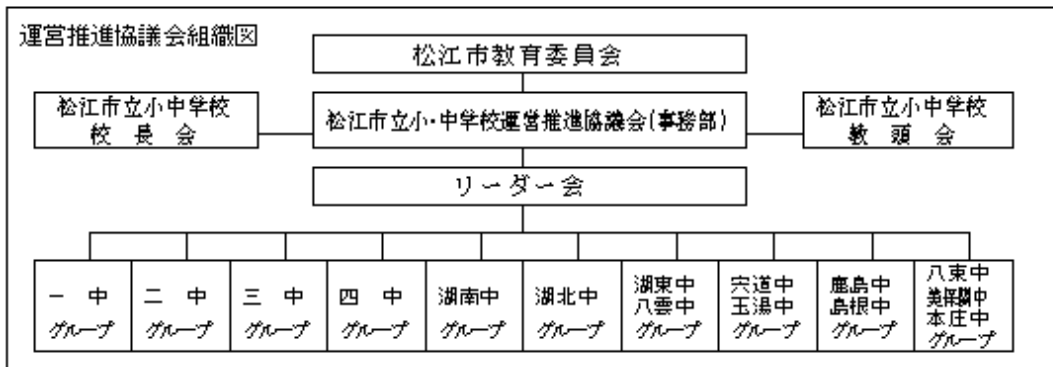 運営推進協議会組織図
松江市教育委員会
松江市立小中学校
校長会
松江市立小・中学校運営推進協議会(事務部)
松江市立小中学校
教頭会
リーダー会
一中
グループ
二中
グループ
三中
グループ
四中
グループ
湖南中
グループ
湖北中
グループ
湖東中
八雲中
グループ
宍道中
玉湯中
グループ
鹿島中
島根中
グループ
八束中
美保関中
本庄中
グループ